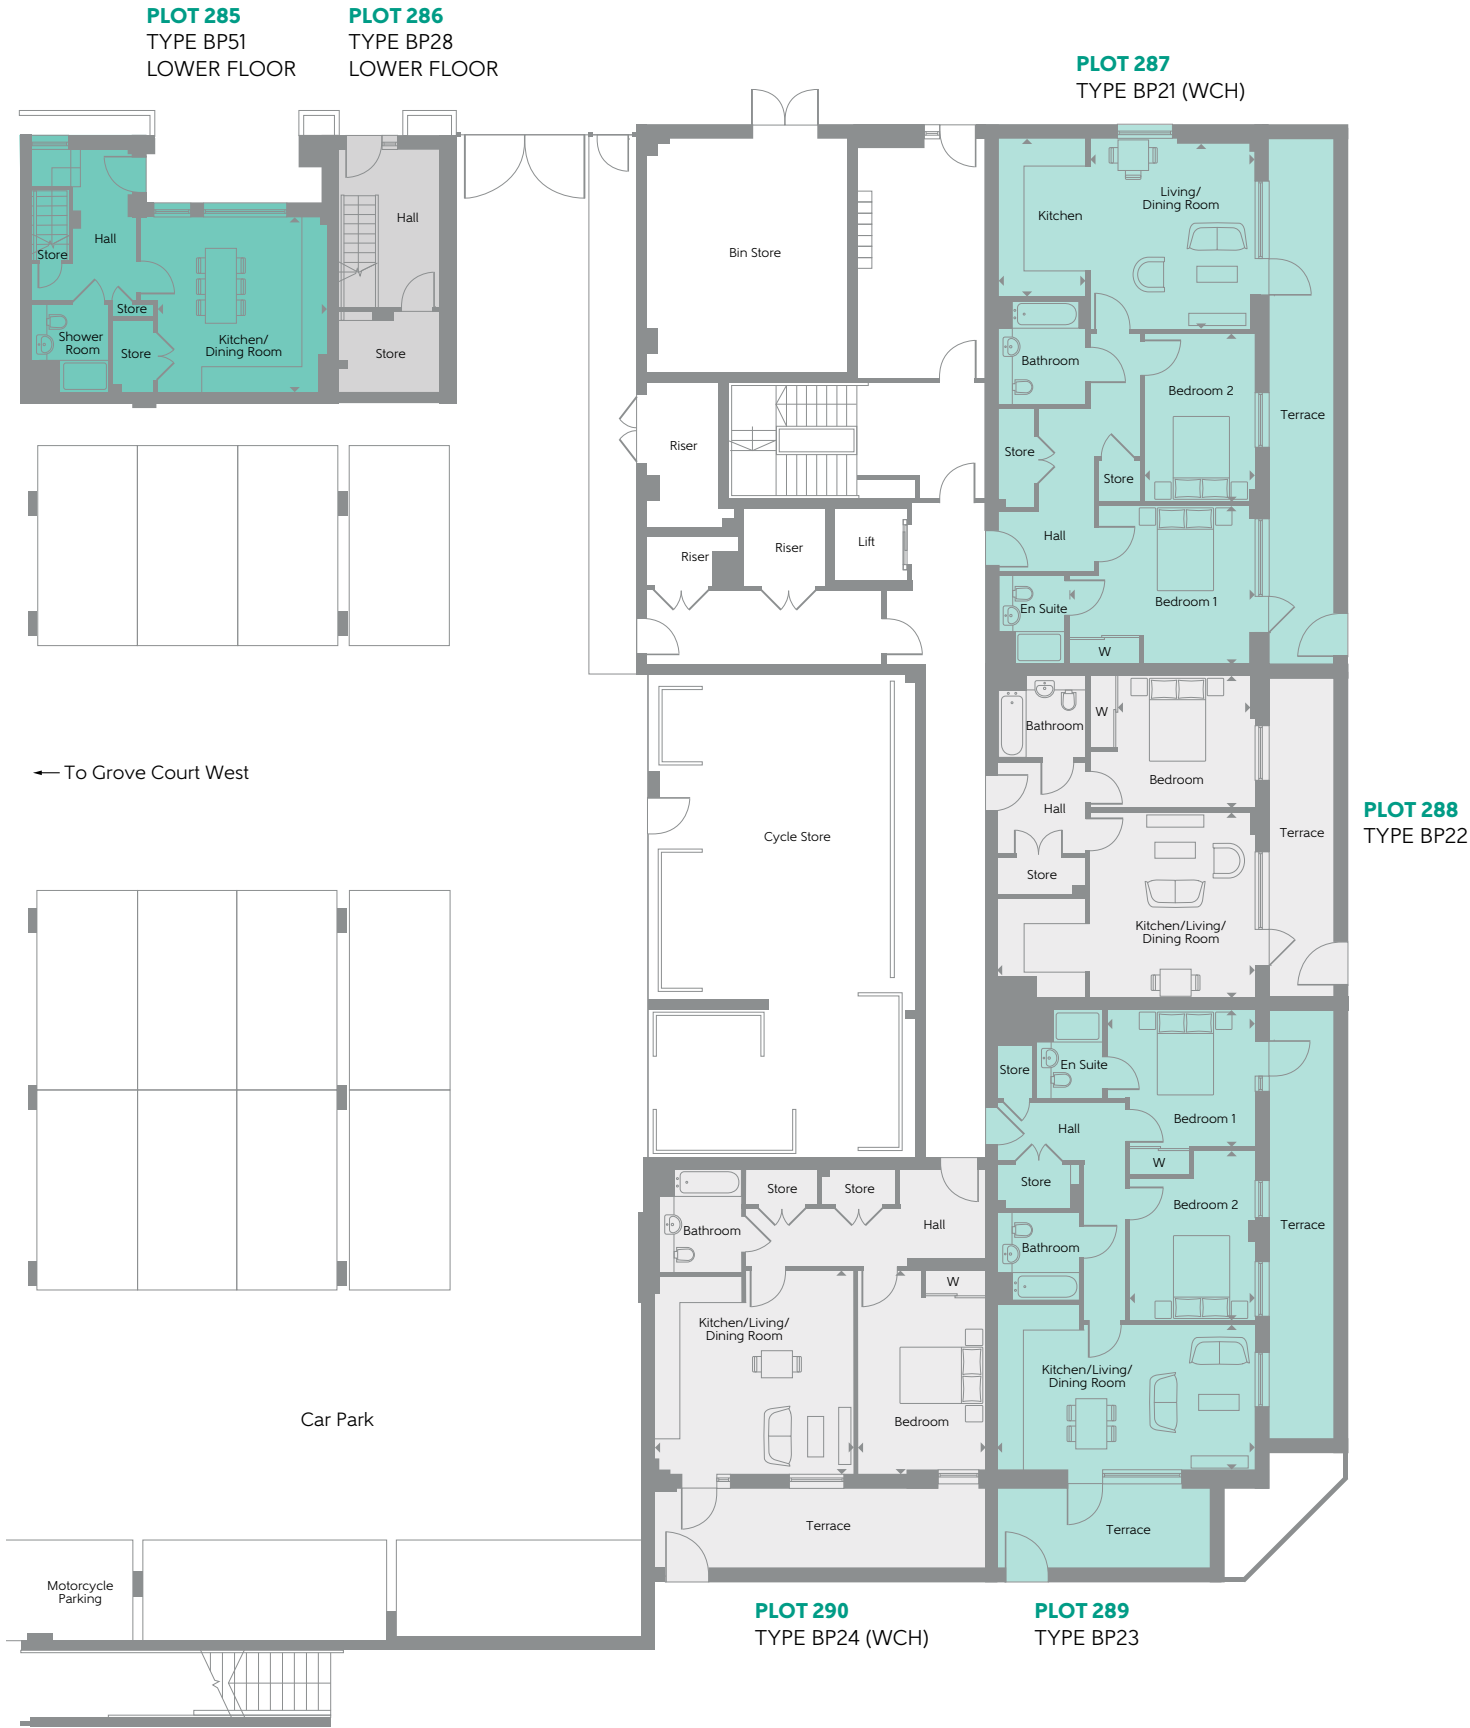 PLOT 285
TYPE BP51
LOWER FLOOR
PLOT 286
TYPE BP28
LOWER FLOOR
PLOT 287
TYPE BP21 (WCH)
Hall
Store
Store
Shower
Room
Store
Kitchen/
Dining Room
Hall
Store
Bin Store
Riser
Riser
Riser
Lift
Kitchen
Living/
Dining Room
Bathroom
Bedroom 2
Terrace
Store
Store
Hall
En Suite
Bedroom 1
W
Bathroom
W
Bedroom
Hall
Terrace
Store
Kitchen/Living/
Dining Room
PLOT 288
TYPE BP22
To Grove Court West
Cycle Store
Store
En Suite
Bedroom 1
Hall
W
Store
Bedroom 2
Terrace
Bathroom
Kitchen/Living/
Dining Room
Terrace
Store
Store
Bathroom
Hall
W
Kitchen/Living/
Dining Room
Bedroom
Terrace
Car Park
Motorcycle
Parking
PLOT 290
TYPE BP24 (WCH)
PLOT 289
TYPE BP23